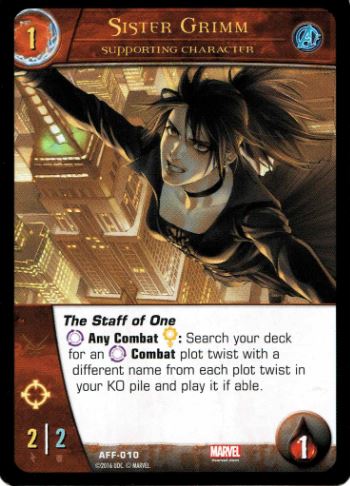 1
Sister Grimm
Supporting Character
The Staff of One
Any Combat : Search your deck
for an Combat plot twist with a
different name from each plot twist in
your KO pile and play it if able.
2 | 2
AFF-010
©2016 UDC. © MARVEL.
MARVEL
1